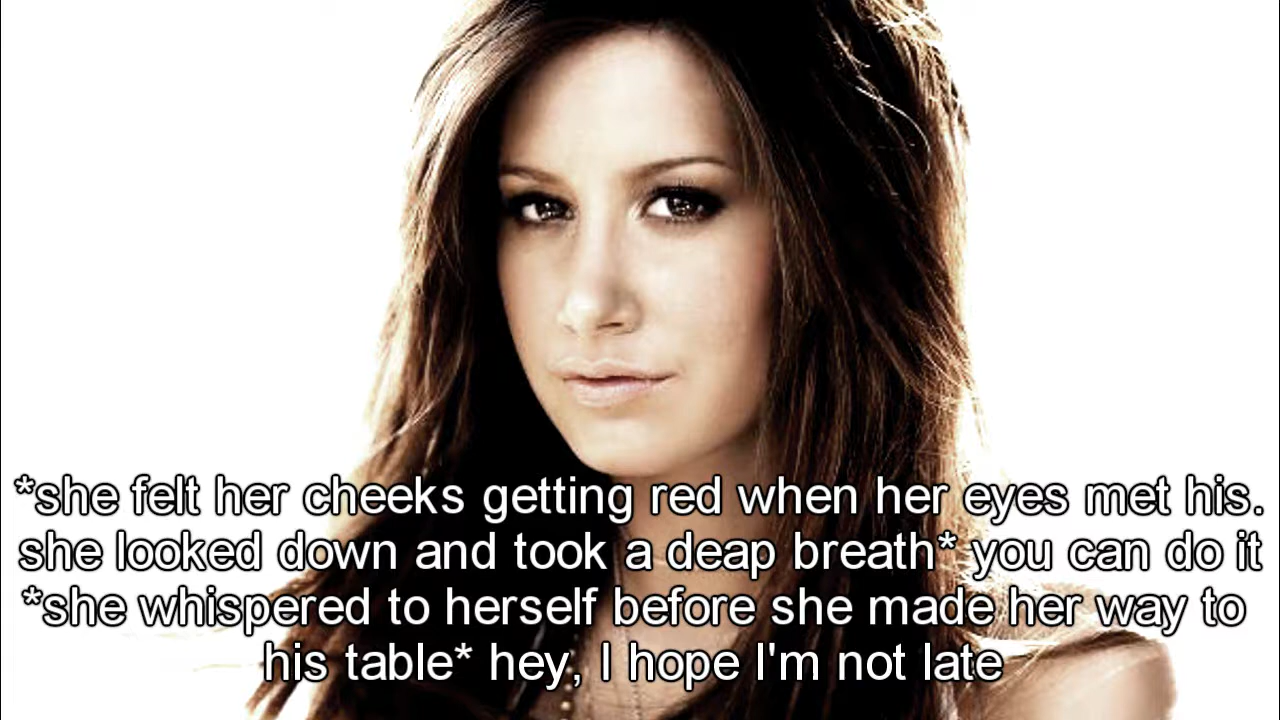 *she felt her cheeks getting red when her eyes met his.
she looked down and took a deap breath* you can do it
*she whispered to herself before she made her way to
his table* hey, I hope I'm not late